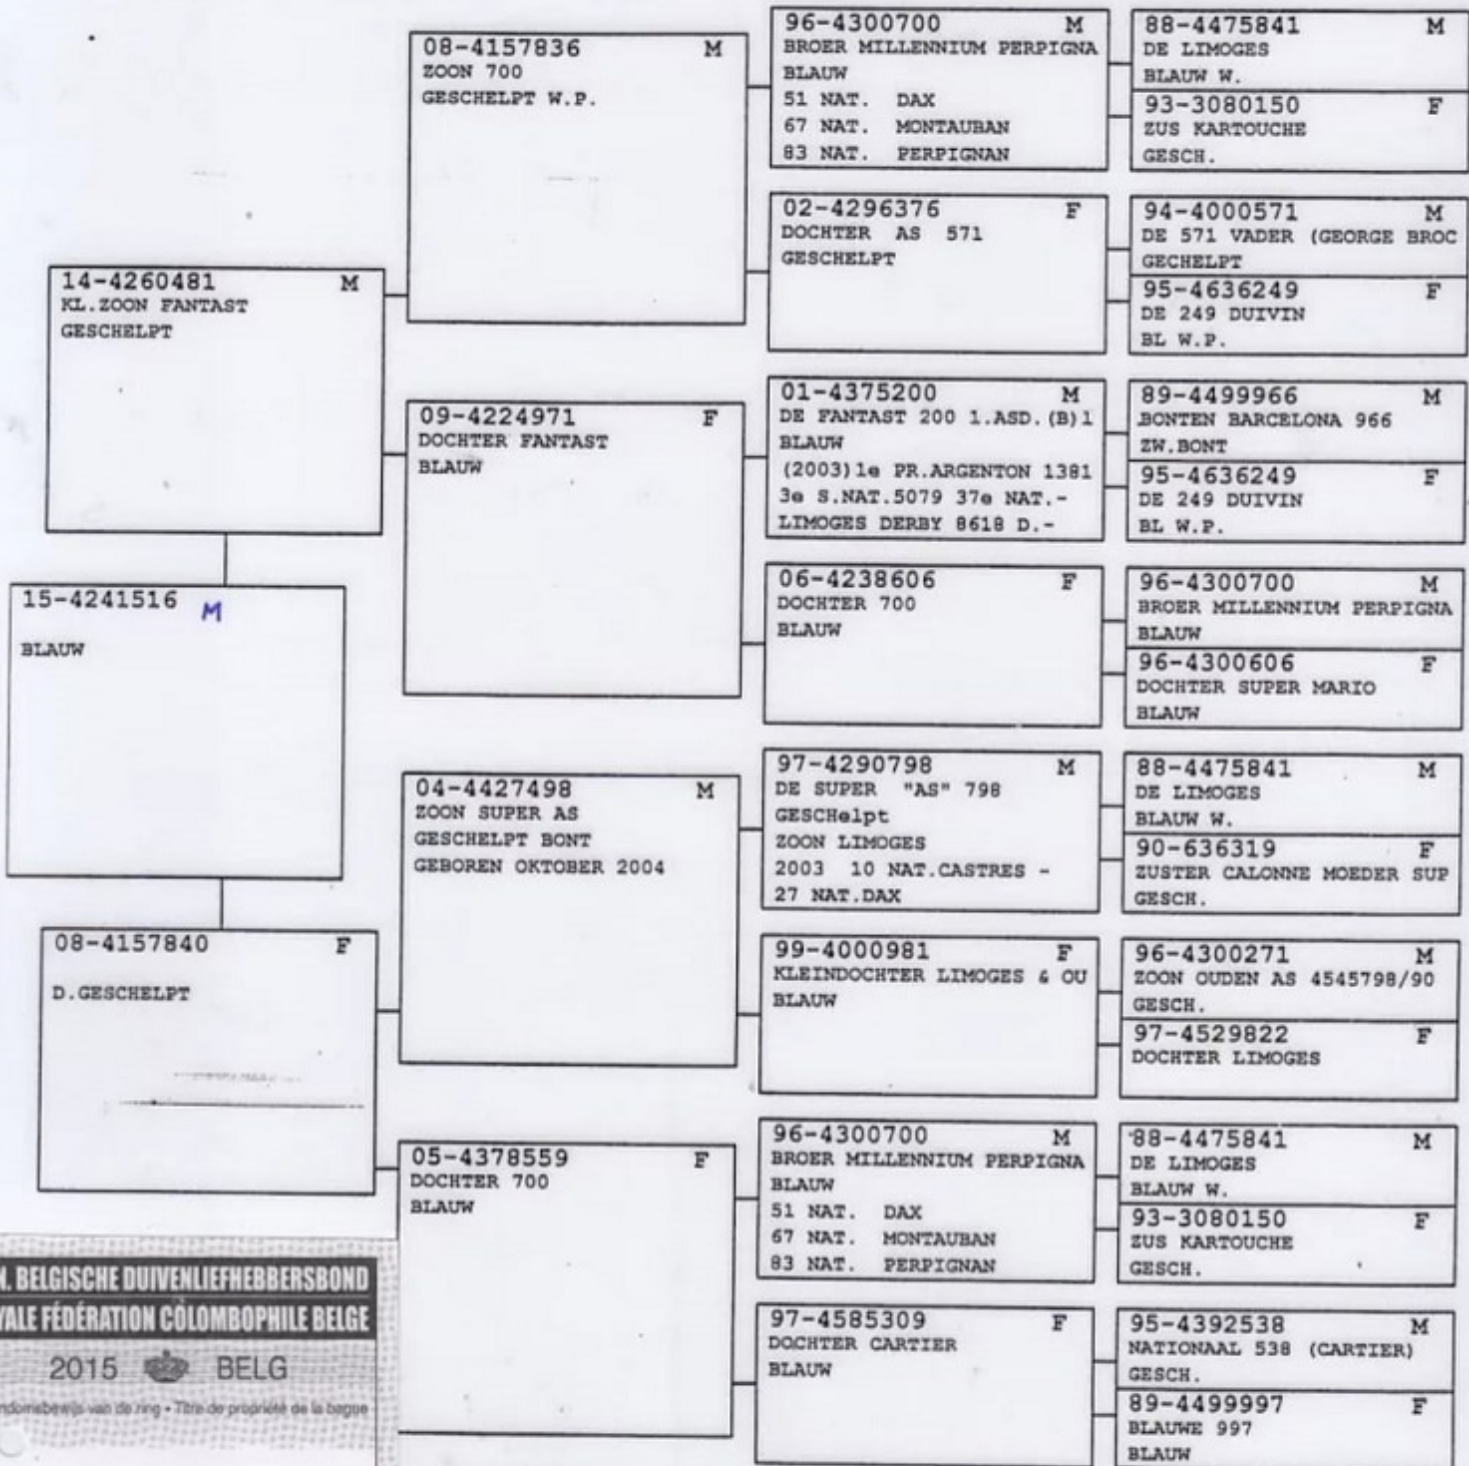 14-4260481 M
KL.ZOON FANTAST
GESCHELPT
15-4241516 M
BLAUW
08-4157840 F
D.GESCHELPT
08-4157836 M
ZOON 700
GESCHELPT W.P.
09-4224971 F
DOCHTER FANTAST
BLAUW
04-4427498 M
ZOON SUPER AS
GESCHELPT BONT
GEBOREN OKTOBER 2004
05-4378559 F
DOCHTER 700
BLAUW
96-4300700 M
BROER MILLENNIUM PERPIGNA
BLAUW
51 NAT. DAX
67 NAT. MONTAUBAN
83 NAT. PERPIGNAN
02-4296376 F
DOCHTER AS 571
GESCHELPT
01-4375200 M
DE FANTAST 200 1.ASD.(B)1
BLAUW
(2003)1e PR.ARGENTON 1381
3e S.NAT.5079 37e NAT.-
LIMOGES DERBY 8618 D.-
06-4238606 F
DOCHTER 700
BLAUW
97-4290798 M
DE SUPER "AS" 798
GESCHelpt
ZOON LIMOGES
2003 10 NAT.CASTRES -
27 NAT.DAX
99-4000981 F
KLEINDOCHTER LIMOGES & OU
BLAUW
96-4300700 M
BROER MILLENNIUM PERPIGNA
BLAUW
51 NAT. DAX
67 NAT. MONTAUBAN
83 NAT. PERPIGNAN
97-4585309 F
DOCHTER CARTIER
BLAUW
88-4475841 M
DE LIMOGES
BLAUW W.
93-3080150 F
ZUS KARTOUCHE
GESCH.
94-4000571 M
DE 571 VADER (GEORGE BROC
GECHELPT
95-4636249 F
DE 249 DUIVIN
BL W.P.
89-4499966 M
BONTEN BARCELONA 966
ZW.BONT
95-4636249 F
DE 249 DUIVIN
BL W.P.
96-4300700 M
BROER MILLENNIUM PERPIGNA
BLAUW
96-4300606 F
DOCHTER SUPER MARIO
BLAUW
88-4475841 M
DE LIMOGES
BLAUW W.
90-636319 F
ZUSTER CALONNE MOEDER SUP
GESCH.
96-4300271 M
ZOON OUDEN AS 4545798/90
GESCH.
97-4529822 F
DOCHTER LIMOGES
88-4475841 M
DE LIMOGES
BLAUW W.
93-3080150 F
ZUS KARTOUCHE
GESCH.
95-4392538 M
NATIONAAL 538 (CARTIER)
GESCH.
89-4499997 F
BLAUWE 997
BLAUW
N. BELGISCHE DUIVENLIEFHEBBERSBOND
YALE FÉDÉRATION COLOMBOPHILE BELGE
2015 BELG
ndomsbewijs van de ring • Titre de propriété de la bague